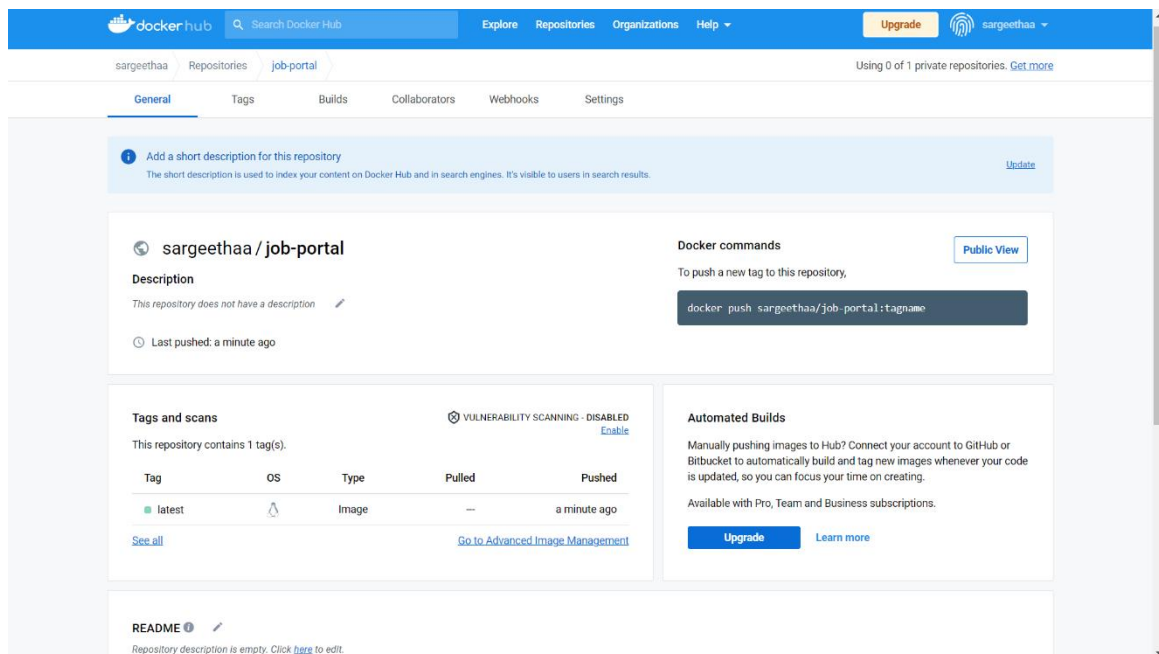 dockerhub
Search Docker Hub
Explore Repositories Organizations Help
Upgrade
sargeethaa
sargeethaa Repositories job-portal
Using 0 of 1 private repositories. Get more
General Tags Builds Collaborators Webhooks Settings
Add a short description for this repository
The short description is used to index your content on Docker Hub and in search engines. It's visible to users in search results.
Update
sargeethaa / job-portal
Description
This repository does not have a description
Last pushed: a minute ago
Docker commands
Public View
To push a new tag to this repository,
docker push sargeethaa/job-portal:tagname
Tags and scans
VULNERABILITY SCANNING - DISABLED
Enable
This repository contains 1 tag(s).
Tag OS Type Pulled Pushed
latest Image — a minute ago
See all
Go to Advanced Image Management
Automated Builds
Manually pushing images to Hub? Connect your account to GitHub or
Bitbucket to automatically build and tag new images whenever your code
is updated, so you can focus your time on creating.
Available with Pro, Team and Business subscriptions.
Upgrade
Learn more
README
Repository description is empty. Click here to edit.